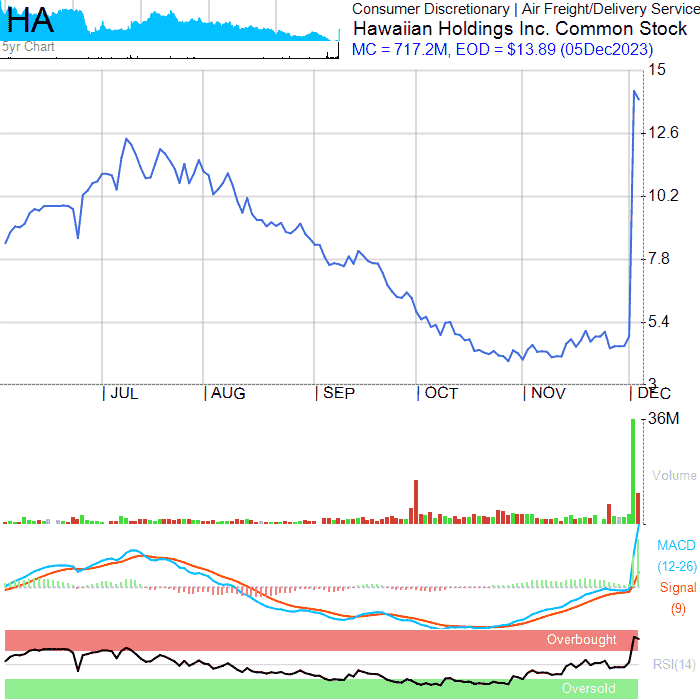 HA
5yr Chart
Consumer Discretionary | Air Freight/Delivery Service
Hawaiian Holdings Inc. Common Stock
MC = 717.2M, EOD = $13.89 (05Dec2023)
15
12.6
10.2
7.8
5.4
3
| JUL | AUG | SEP | OCT | NOV | DEC
36M
Volume
MACD
(12-26)
Signal
(9)
Overbought
RSI(14)
Oversold